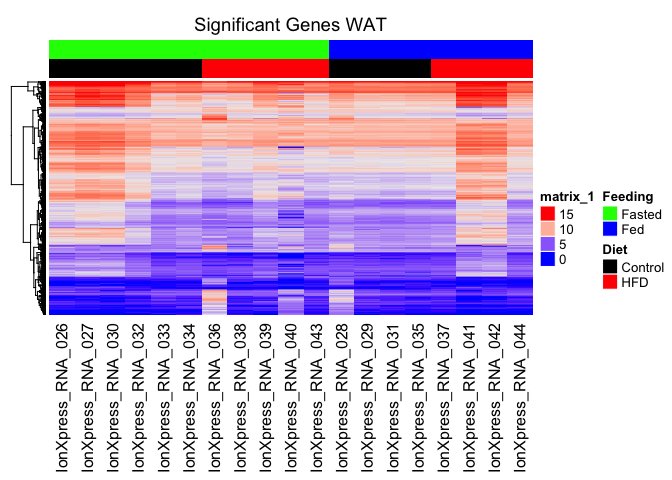 Significant Genes WAT
matrix_1
15
10
5
0
Feeding
Fasted
Fed
Diet
Control
HFD
IonXpress_RNA_026
IonXpress_RNA_027
IonXpress_RNA_030
IonXpress_RNA_032
IonXpress_RNA_033
IonXpress_RNA_034
IonXpress_RNA_036
IonXpress_RNA_038
IonXpress_RNA_039
IonXpress_RNA_040
IonXpress_RNA_043
IonXpress_RNA_028
IonXpress_RNA_029
IonXpress_RNA_031
IonXpress_RNA_035
IonXpress_RNA_037
IonXpress_RNA_041
IonXpress_RNA_042
IonXpress_RNA_044